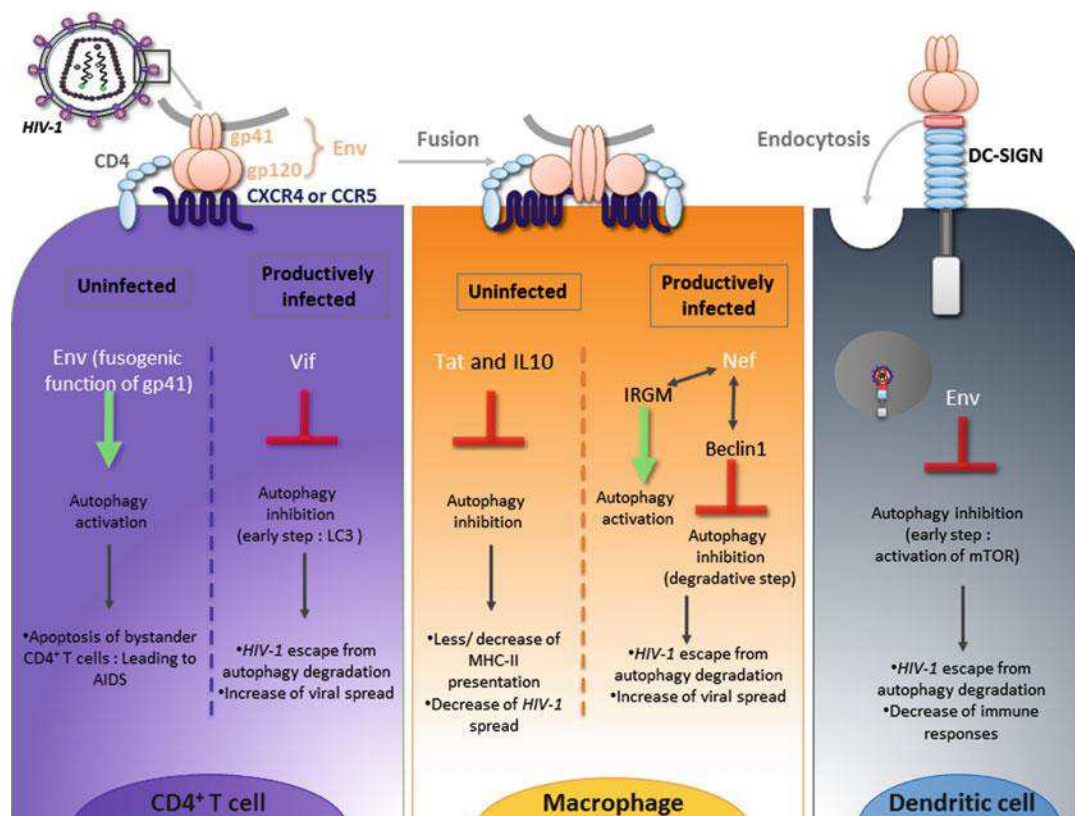 HIV-1
CD4
gp41
gp120
Env
CXCR4 or CCR5
Fusion
Endocytosis
DC-SIGN
Uninfected
Productively
infected
Env (fusogenic
function of gp41)
Autophagy
activation
•Apoptosis of bystander
CD4⁺ T cells : Leading to
AIDS
Vif
Autophagy
inhibition
(early step : LC3 )
•HIV-1 escape from
autophagy degradation
•Increase of viral spread
CD4⁺ T cell
Uninfected
Productively
infected
Tat and IL10
Autophagy
inhibition
•Less/ decrease of
MHC-II
presentation
•Decrease of HIV-1
spread
Nef
IRGM
Beclin1
Autophagy
activation
Autophagy
inhibition
(degradative step)
•HIV-1 escape from
autophagy degradation
•Increase of viral spread
Macrophage
Env
Autophagy inhibition
(early step :
activation of mTOR)
•HIV-1 escape from
autophagy degradation
•Decrease of immune
responses
Dendritic cell